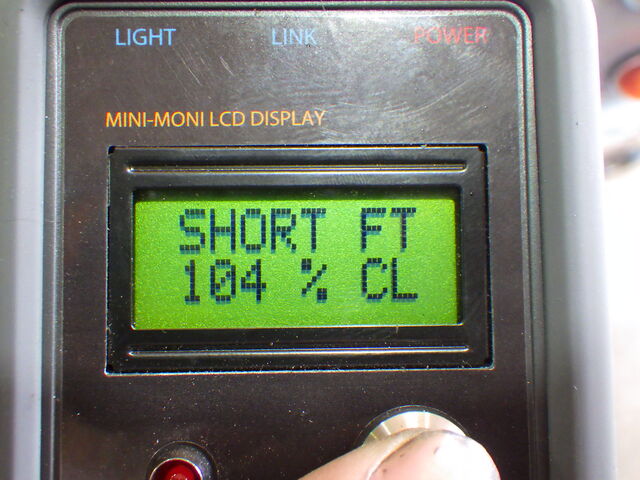 LIGHT LINK POWER
MINI-MONI LCD DISPLAY
SHORT FT
104 % CL